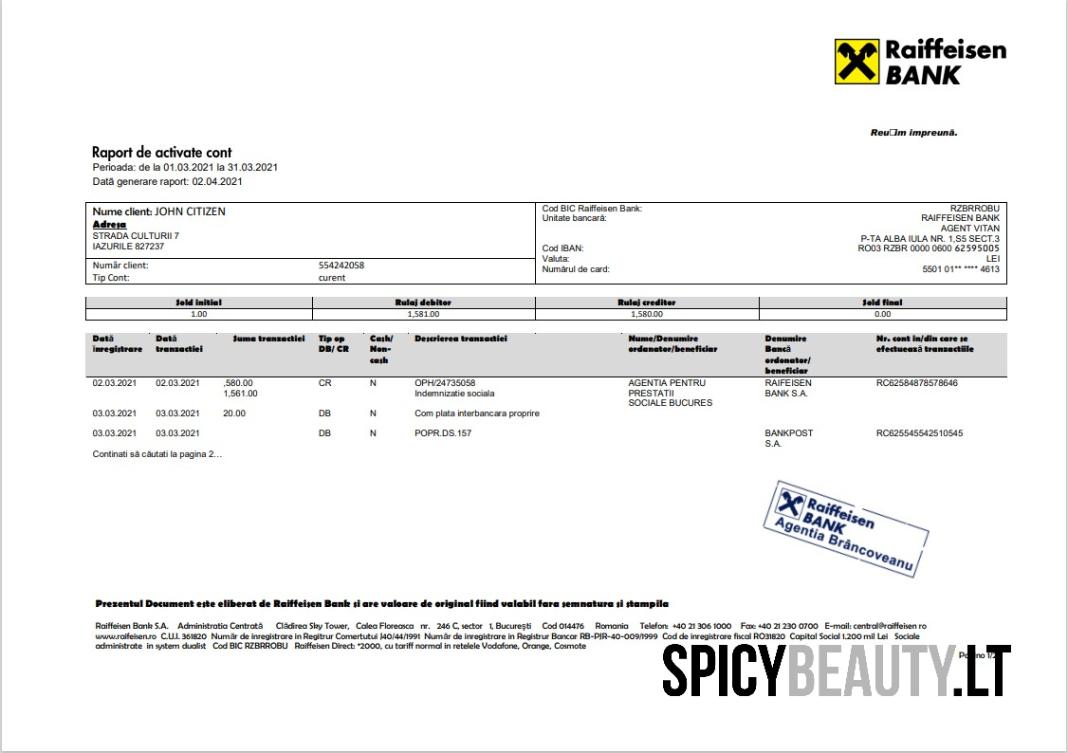 Raiffeisen
BANK
Reu□im împreună.
Raport de activate cont
Perioada: de la 01.03.2021 la 31.03.2021
Dată generare raport: 02.04.2021
Nume client: JOHN CITIZEN
Adresa
STRADA CULTURII 7
IAZURILE 827237
Număr client: 554242058
Tip Cont: curent
Cod BIC Raiffeisen Bank: RZBRROBU
Unitate bancară: RAIFFEISEN BANK
AGENT VITAN
P-TA ALBA IULA NR. 1,S5 SECT.3
Cod IBAN: RO03 RZBR 0000 0600 62595005
Valuta: LEI
Numărul de card: 5501 01** **** 4613
Sold initial Rulaj debitor Rulaj creditor Sold final
1.00 1,581.00 1,580.00 0.00
Dată Dată Suma tranzactiei Tip op Cash/ Descrierea tranzactiei Nume/Denumire Denumire Nr. cont in/din care se
înregistrare tranzactiei DB/ CR Non- ordonator/beneficiar Bancă efectuează tranzactiile
cash ordonator/
beneficiar
02.03.2021 02.03.2021 ,580.00 CR N OPH/24735058 AGENTIA PENTRU RAIFEISEN RC62584878578646
1,561.00 Indemnizatie sociala PRESTATII BANK S.A.
SOCIALE BUCURES
03.03.2021 03.03.2021 20.00 DB N Com plata interbancara proprire
03.03.2021 03.03.2021 DB N POPR.DS.157 BANKPOST RC625545542510545
S.A.
Continati să căutati la pagina 2...
Raiffeisen
BANK
Agentia Brâncoveanu
Prezentul Document este eliberat de Raiffeisen Bank si are valoare de original fiind valabil fara semnatura si stampila
Raiffeisen Bank S.A. Administratia Centrată Clădirea Sky Tower, Calea Floreasca nr. 246 C, sector 1, Bucureşti Cod 014476 Romania Telefon: +40 21 306 1000 Fax: +40 21 230 0700 E-mail: central@raiffeisen ro
www.raifeisen.ro C.U.I. 361820 Număr de inregistrare in Regitrur Comertutui J40/44/1991 Număr de inregistrare in Registrur Bancar RB-PJR-40-009/1999 Cod de inregistrare fiscal RO31820 Capital Social 1.200 mil Lei Sociale
administrate in system dualist Cod BIC RZBRROBU Raiffeisen Direct: *2000, cu tariff normal in retelele Vodafone, Orange, Cosmote
SPICYBEAUTY.LT